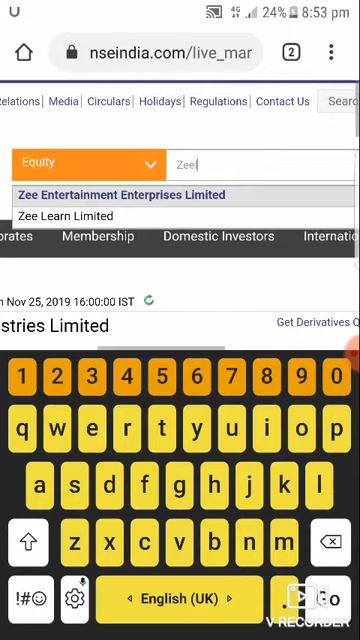 4G 24% 8:53 pm
nseindia.com/live_mar 2
Relations| Media| Circulars| Holidays| Regulations| Contact Us Searc
Equity Zeel
Zee Entertainment Enterprises Limited
Zee Learn Limited
orates Membership Domestic Investors Internatio
n Nov 25, 2019 16:00:00 IST
stries Limited Get Derivatives Q
1 2 3 4 5 6 7 8 9 0
q w e r t y u i o p
a s d f g h j k l
z x c v b n m
!#☺ English (UK) . Go
V RECORDER